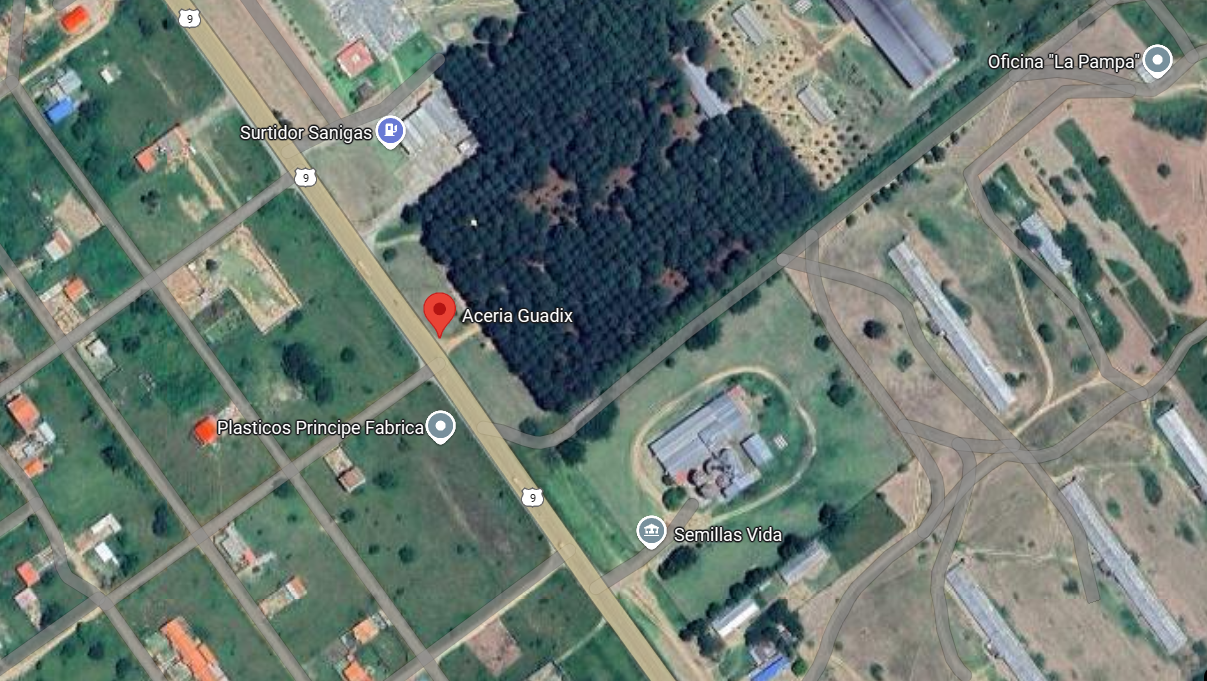 9
Oficina "La Pampa"
Surtidor Sanigas
9
Aceria Guadix
Plasticos Principe Fabrica
9
Semillas Vida